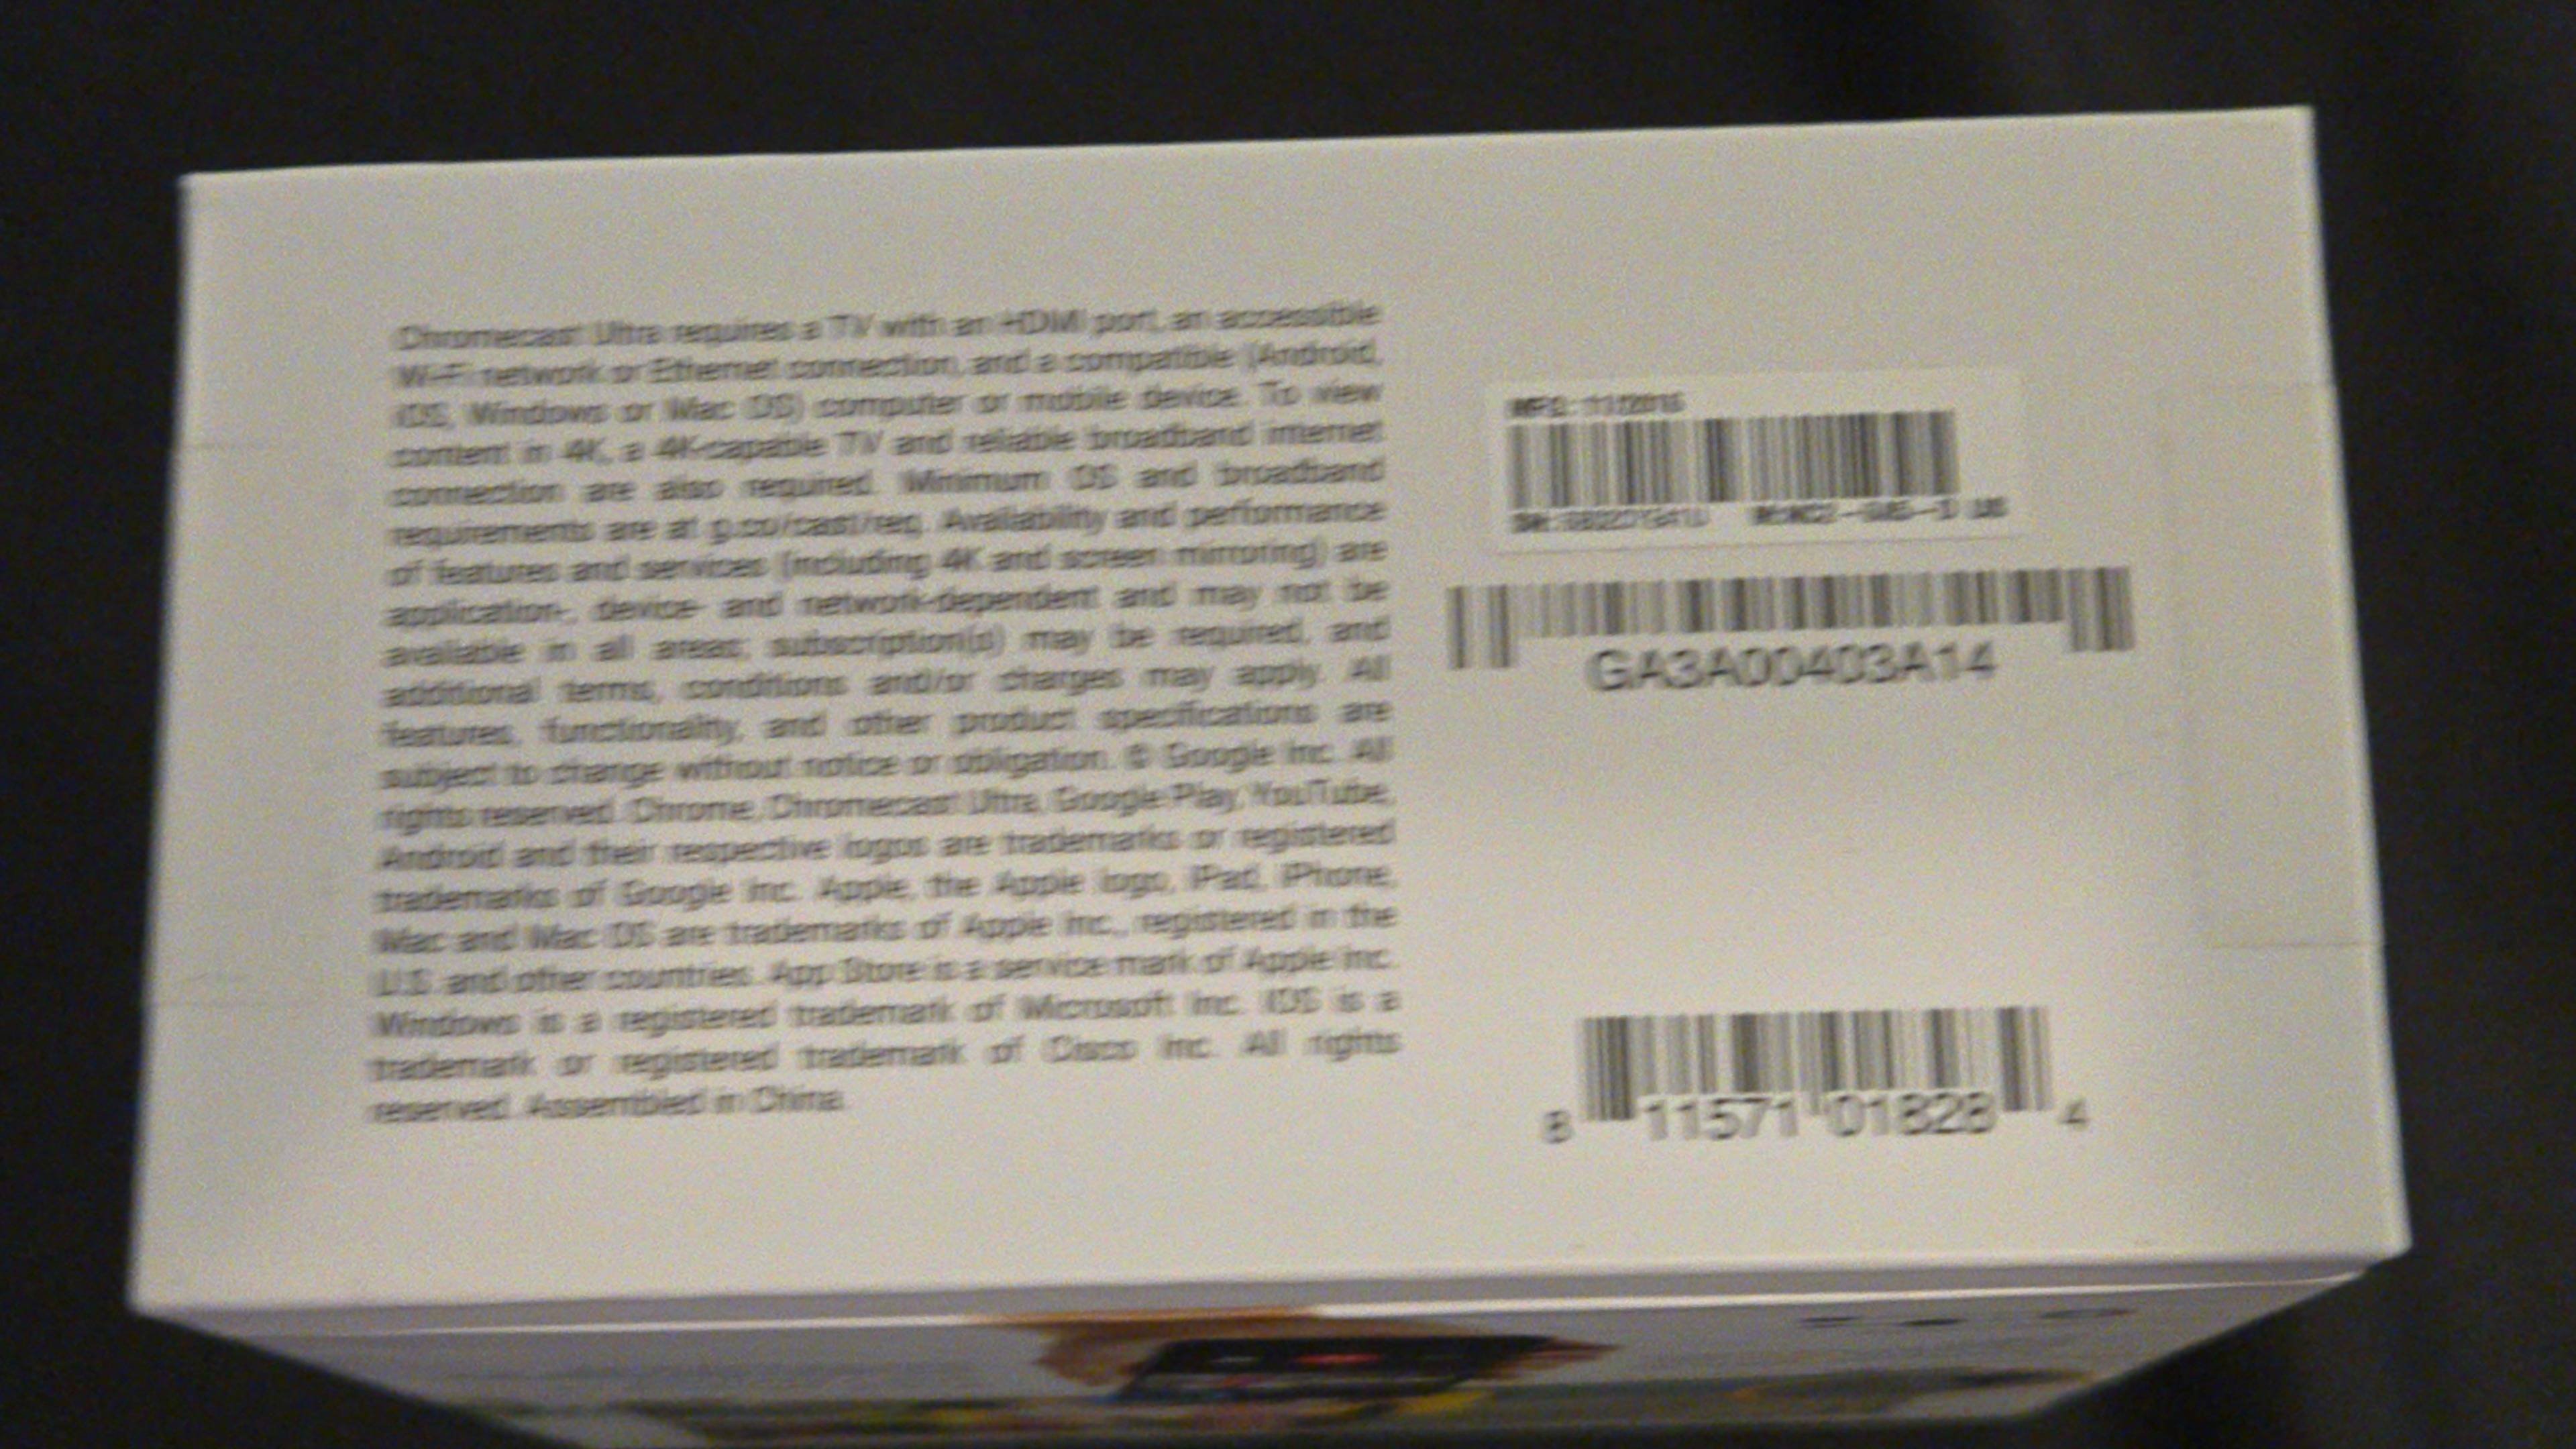 Chromecast Ultra requires a TV with an HDMI port, an accessible
Wi-Fi network or Ethernet connection, and a compatible (Android,
iOS, Windows or Mac OS) computer or mobile device. To view
content in 4K, a 4K-capable TV and reliable broadband internet
connection are also required. Minimum OS and broadband
requirements are at g.co/cast/req. Availability and performance
of features and services (including 4K and screen mirroring) are
application-, device- and network-dependent and may not be
available in all areas; subscription(s) may be required, and
additional terms, conditions and/or charges may apply. All
features, functionality, and other product specifications are
subject to change without notice or obligation. © Google Inc. All
rights reserved. Chrome, Chromecast Ultra, Google Play, YouTube,
Android and their respective logos are trademarks or registered
trademarks of Google Inc. Apple, the Apple logo, iPad, iPhone,
Mac and Mac OS are trademarks of Apple Inc., registered in the
U.S. and other countries. App Store is a service mark of Apple Inc.
Windows is a registered trademark of Microsoft Inc. IOS is a
trademark or registered trademark of Cisco Inc. All rights
reserved. Assembled in China.
GA3A00403A14
8 11571 01828 4